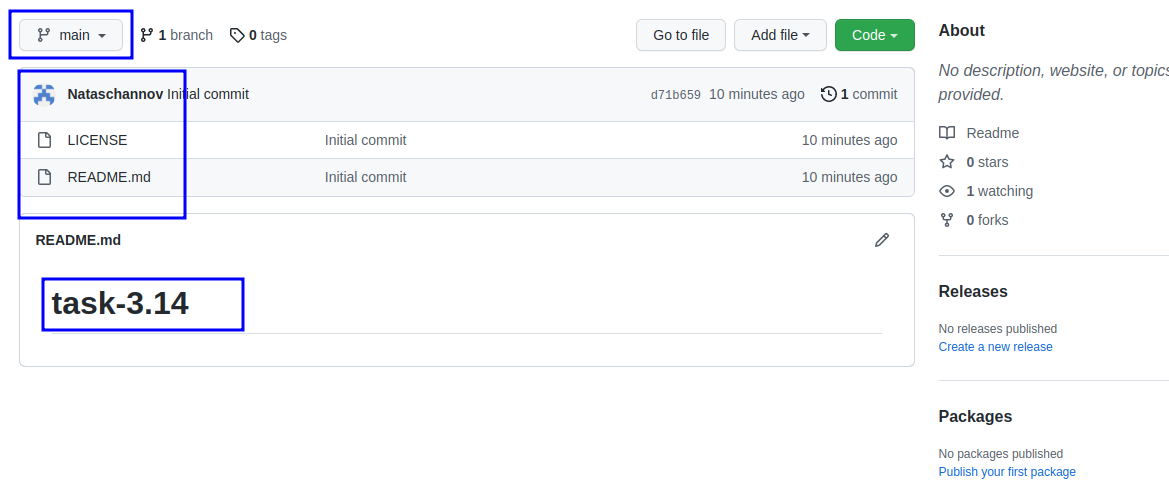 main 1 branch 0 tags Go to file Add file Code
Nataschannov Initial commit d71b659 10 minutes ago 1 commit
LICENSE Initial commit 10 minutes ago
README.md Initial commit 10 minutes ago
README.md
task-3.14
About
No description, website, or topics
provided.
Readme
0 stars
1 watching
0 forks
Releases
No releases published
Create a new release
Packages
No packages published
Publish your first package